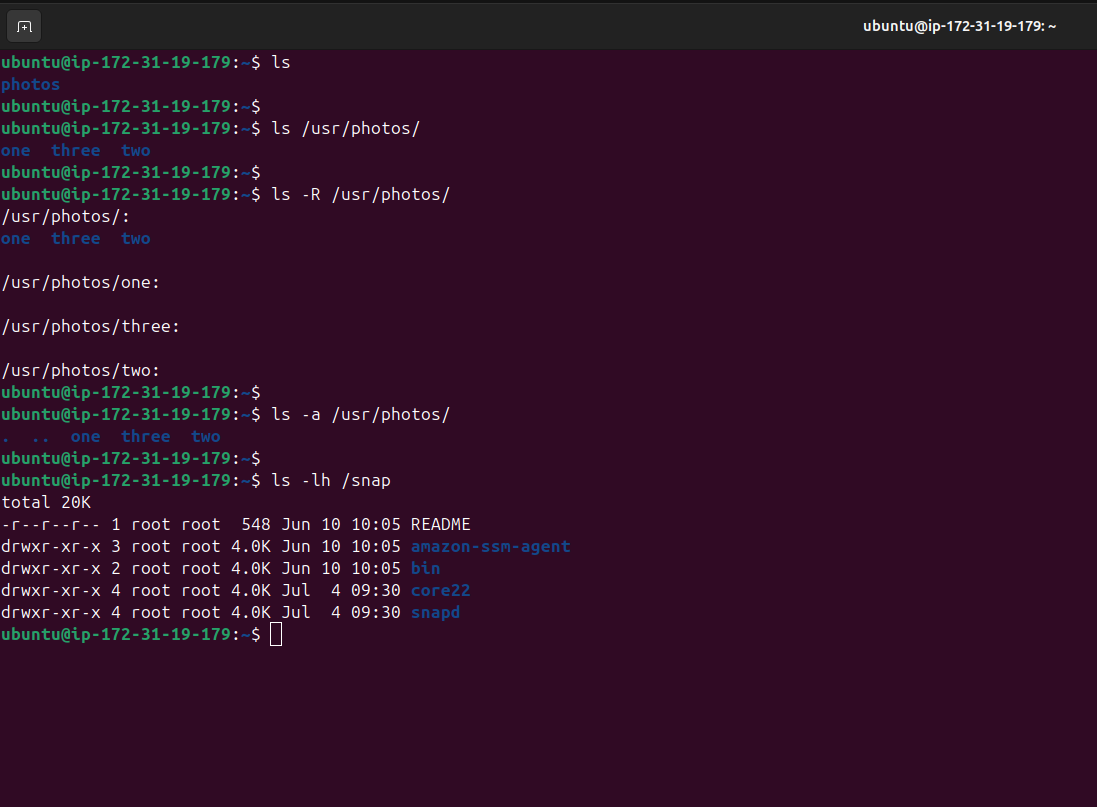 ubuntu@ip-172-31-19-179: ~
ubuntu@ip-172-31-19-179:~$ ls
photos
ubuntu@ip-172-31-19-179:~$
ubuntu@ip-172-31-19-179:~$ ls /usr/photos/
one  three  two
ubuntu@ip-172-31-19-179:~$
ubuntu@ip-172-31-19-179:~$ ls -R /usr/photos/
/usr/photos/:
one  three  two
/usr/photos/one:
/usr/photos/three:
/usr/photos/two:
ubuntu@ip-172-31-19-179:~$
ubuntu@ip-172-31-19-179:~$ ls -a /usr/photos/
.  ..  one  three  two
ubuntu@ip-172-31-19-179:~$
ubuntu@ip-172-31-19-179:~$ ls -lh /snap
total 20K
-r--r--r-- 1 root root  548 Jun 10 10:05 README
drwxr-xr-x 3 root root 4.0K Jun 10 10:05 amazon-ssm-agent
drwxr-xr-x 2 root root 4.0K Jun 10 10:05 bin
drwxr-xr-x 4 root root 4.0K Jul  4 09:30 core22
drwxr-xr-x 4 root root 4.0K Jul  4 09:30 snapd
ubuntu@ip-172-31-19-179:~$